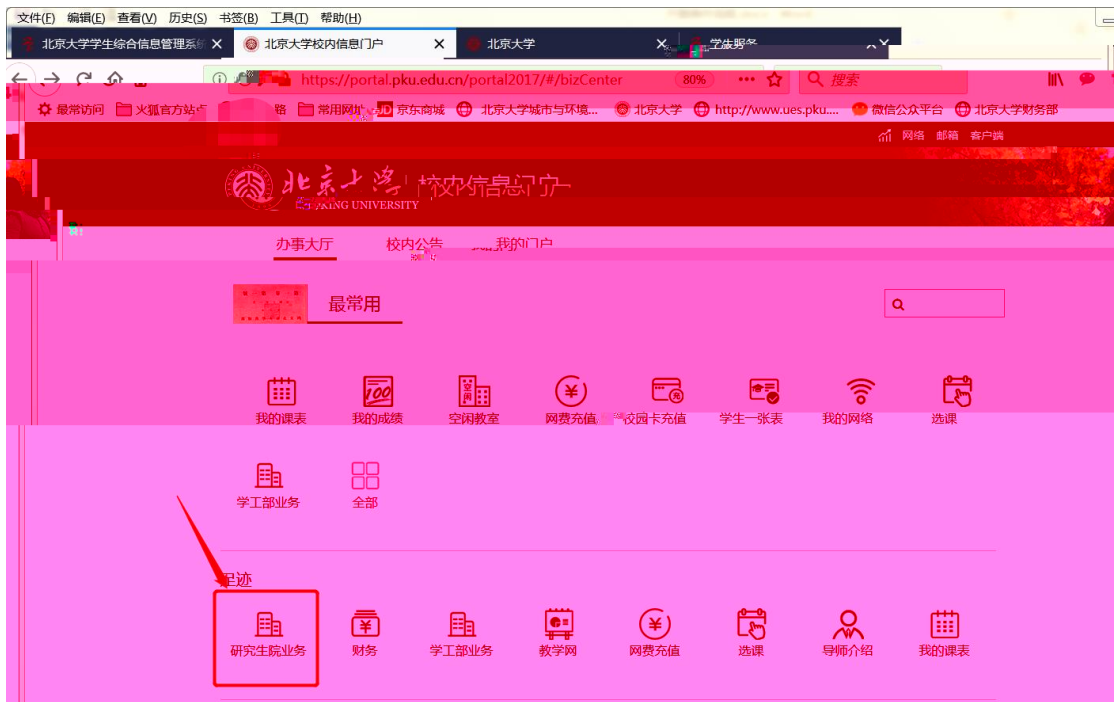 文件(F) 编辑(E) 查看(V) 历史(S) 书签(B) 工具(T) 帮助(H)
北京大学学生综合信息管理系统 北京大学校内信息门户 北京大学
https://portal.pku.edu.cn/portal2017/#/bizCenter 80% 搜索
最常访问 火狐官方站点 常用网址 JD 京东商城 北京大学城市与环境... 北京大学 http://www.ues.pku.... 微信公众平台 北京大学财务部
网络 邮箱 客户端
北京大学 校内信息门户
PEKING UNIVERSITY
办事大厅 校内公告 我的门户
最常用
我的课表 我的成绩 空闲教室 网费充值 校园卡充值 学生一张表 我的网络 选课
学工部业务 全部
足迹
研究生院业务 财务 学工部业务 教学网 网费充值 选课 导师介绍 我的课表